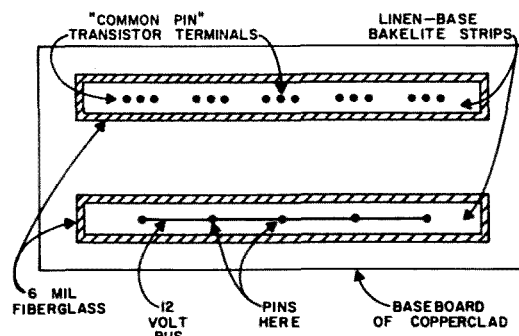 "COMMON PIN"
TRANSISTOR TERMINALS
LINEN-BASE
BAKELITE STRIPS
6 MIL
FIBERGLASS
12
VOLT
BUS
PINS
HERE
BASEBOARD
OF COPPERCLAD